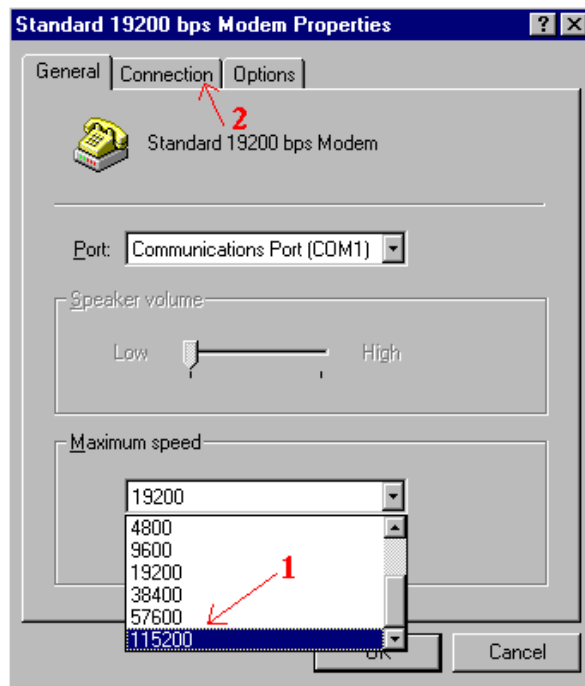 Standard 19200 bps Modem Properties
General Connection Options
2
Standard 19200 bps Modem
Port: Communications Port (COM1)
Speaker volume
Low High
Maximum speed
19200
4800
9600
19200
1
38400
57600
115200
OK Cancel